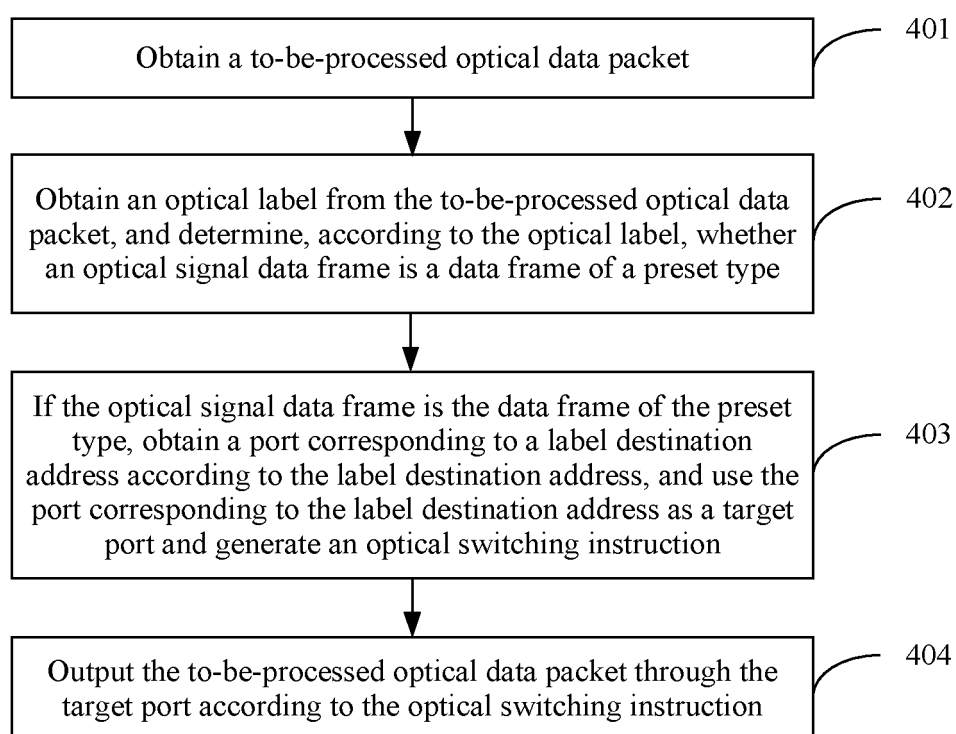 Obtain a to-be-processed optical data packet
401
Obtain an optical label from the to-be-processed optical data
packet, and determine, according to the optical label, whether
an optical signal data frame is a data frame of a preset type
402
If the optical signal data frame is the data frame of the preset
type, obtain a port corresponding to a label destination
address according to the label destination address, and use the
port corresponding to the label destination address as a target
port and generate an optical switching instruction
403
Output the to-be-processed optical data packet through the
target port according to the optical switching instruction
404